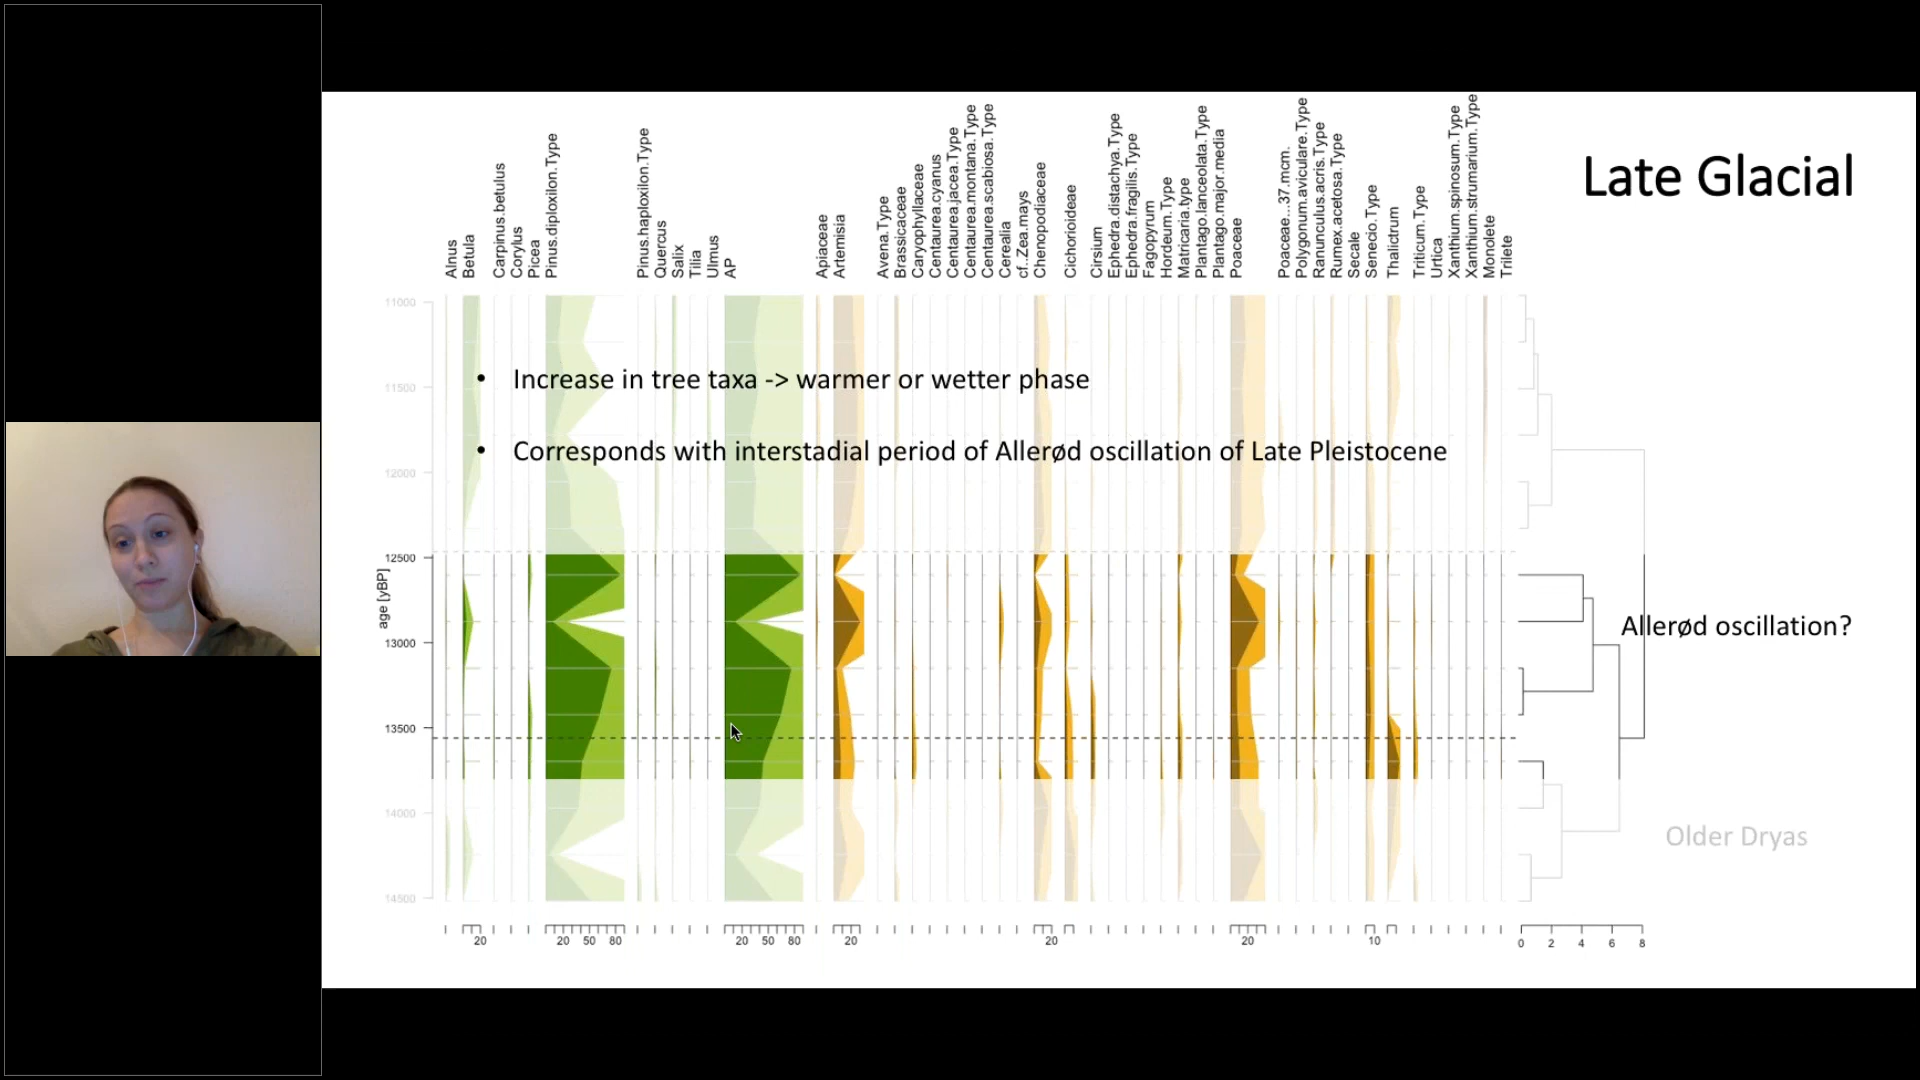 Late Glacial
Alnus
Betula
Carpinus.betulus
Corylus
Picea
Pinus.diploxilon.Type
Pinus.haploxilon.Type
Quercus
Salix
Tilia
Ulmus
AP
Apiaceae
Artemisia
Avena.Type
Brassicaceae
Caryophyllaceae
Centaurea.cyanus
Centaurea.jacea.Type
Centaurea.montana.Type
Centaurea.scabiosa.Type
Cerealia
cf..Zea.mays
Chenopodiaceae
Cichorioideae
Cirsium
Ephedra.distachya.Type
Ephedra.fragilis.Type
Fagopyrum
Hordeum.Type
Matricaria.type
Plantago.lanceolata.Type
Plantago.major.media
Poaceae
Poaceae...37.mcm.
Polygonum.aviculare.Type
Ranunculus.acris.Type
Rumex.acetosa.Type
Secale
Senecio.Type
Thalictrum
Triticum.Type
Urtica
Xanthium.spinosum.Type
Xanthium.strumarium.Type
Monolete
Trilete
11000
• Increase in tree taxa -> warmer or wetter phase
11500
• Corresponds with interstadial period of Allerød oscillation of Late Pleistocene
12000
12500
age [yBP]
Allerød oscillation?
13000
13500
14000
Older Dryas
14500
20 20 50 80 20 50 80 20 20 20 10
0 2 4 6 8